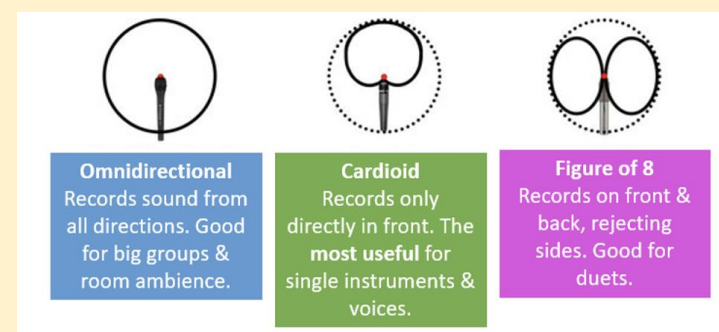 Omnidirectional
Records sound from
all directions. Good
for big groups &
room ambience.
Cardioid
Records only
directly in front. The
most useful for
single instruments &
voices.
Figure of 8
Records on front &
back, rejecting
sides. Good for
duets.